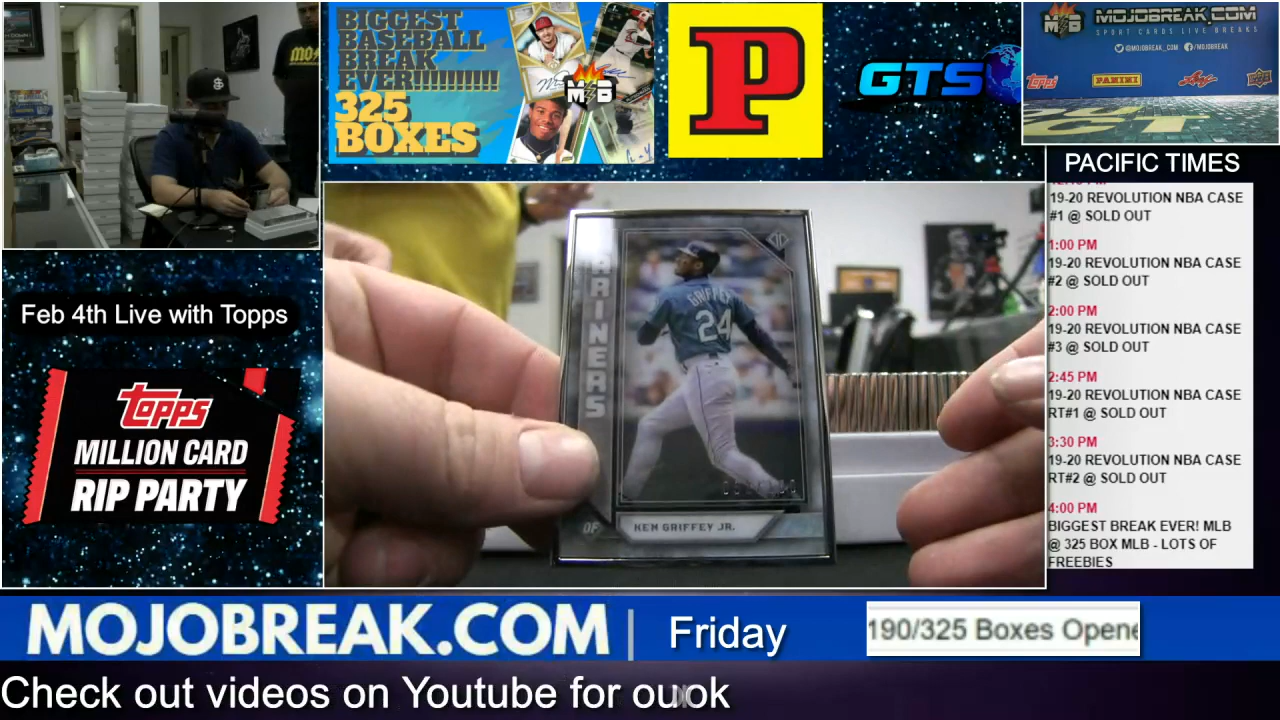 BIGGEST
BASEBALL
BREAK
EVER!!!!!!!!!!!
325
BOXES
M B
P
GTS
MOJOBREAK.COM
SPORT CARDS LIVE BREAKS
@MOJOBREAK_COM /MOJOBREAK
topps
PANINI
PACIFIC TIMES
19-20 REVOLUTION NBA CASE
#1 @ SOLD OUT
1:00 PM
19-20 REVOLUTION NBA CASE
#2 @ SOLD OUT
2:00 PM
19-20 REVOLUTION NBA CASE
#3 @ SOLD OUT
2:45 PM
19-20 REVOLUTION NBA CASE
RT#1 @ SOLD OUT
3:30 PM
19-20 REVOLUTION NBA CASE
RT#2 @ SOLD OUT
4:00 PM
BIGGEST BREAK EVER! MLB
@ 325 BOX MLB - LOTS OF
FREEBIES
Feb 4th Live with Topps
topps
MILLION CARD
RIP PARTY
MARINERS
GRIFFEY
24
OF
KEN GRIFFEY JR.
MOJOBREAK.COM | Friday
190/325 Boxes Opene
Check out videos on Youtube for ou